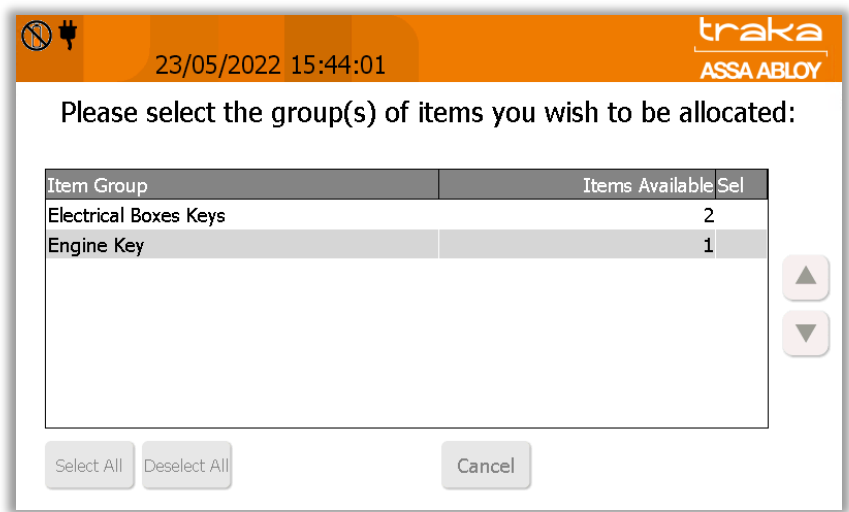 traka
23/05/2022 15:44:01
ASSA ABLOY
Please select the group(s) of items you wish to be allocated:
Item Group Items Available Sel
Electrical Boxes Keys 2
Engine Key 1
Select All Deselect All Cancel